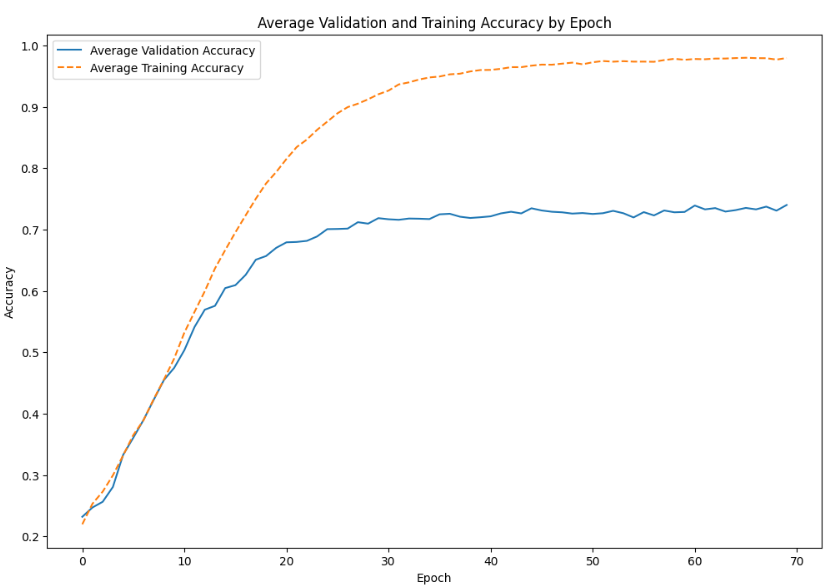 Average Validation and Training Accuracy by Epoch
Average Validation Accuracy
Average Training Accuracy
Accuracy
1.0
0.9
0.8
0.7
0.6
0.5
0.4
0.3
0.2
0 10 20 30 40 50 60 70
Epoch